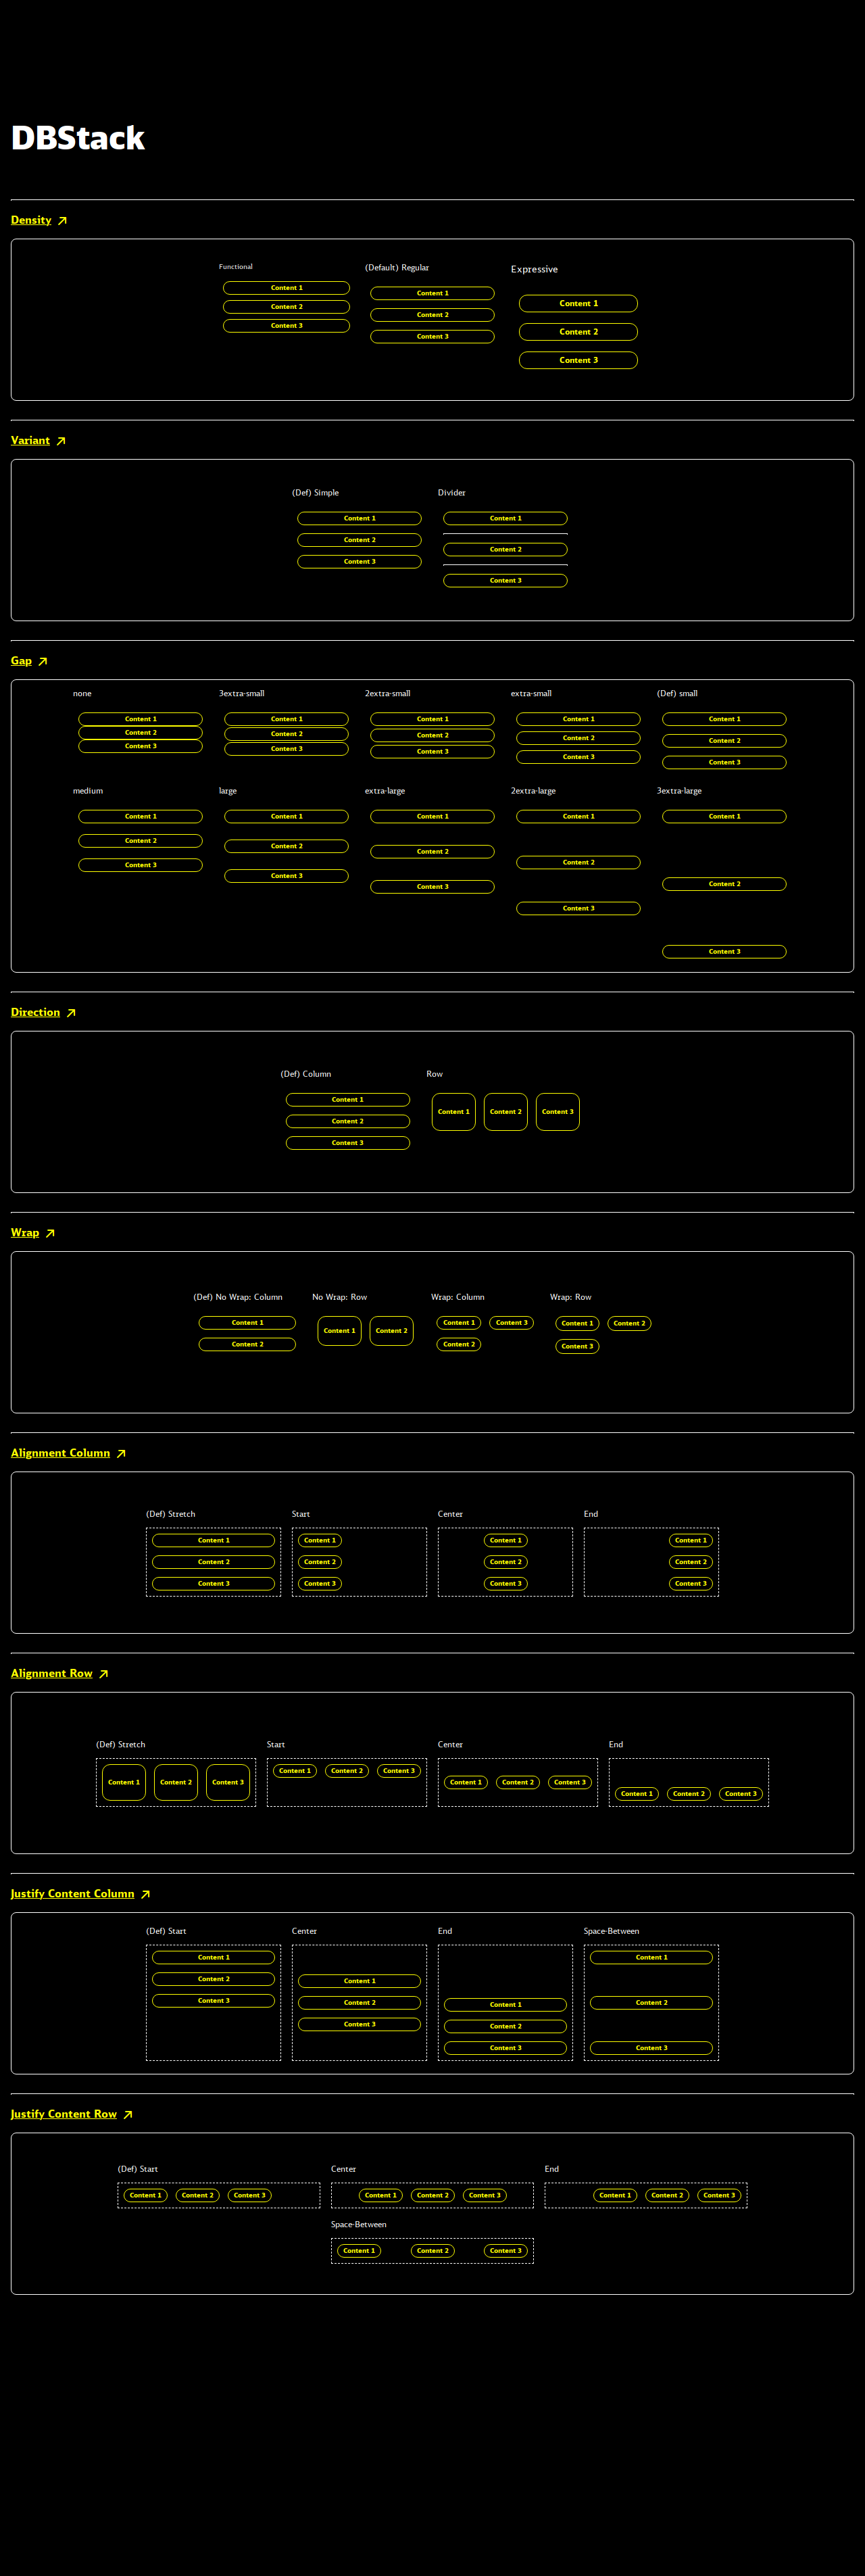 DBStack
Density
Functional (Default) Regular Expressive
Content 1 Content 1 Content 1
Content 2 Content 2 Content 2
Content 3 Content 3 Content 3
Variant
(Def) Simple Divider
Content 1 Content 1
Content 2 Content 2
Content 3 Content 3
Gap
none 3extra-small 2extra-small extra-small (Def) small
Content 1 Content 1 Content 1 Content 1 Content 1
Content 2 Content 2 Content 2 Content 2 Content 2
Content 3 Content 3 Content 3 Content 3 Content 3
medium large extra-large 2extra-large 3extra-large
Content 1 Content 1 Content 1 Content 1 Content 1
Content 2 Content 2 Content 2 Content 2 Content 2
Content 3 Content 3 Content 3 Content 3 Content 3
Direction
(Def) Column Row
Content 1 Content 1 Content 2 Content 3
Content 2
Content 3
Wrap
(Def) No Wrap: Column No Wrap: Row Wrap: Column Wrap: Row
Content 1 Content 1 Content 2 Content 1 Content 3 Content 1 Content 2
Content 2 Content 2 Content 3
Alignment Column
(Def) Stretch Start Center End
Content 1 Content 1 Content 1 Content 1
Content 2 Content 2 Content 2 Content 2
Content 3 Content 3 Content 3 Content 3
Alignment Row
(Def) Stretch Start Center End
Content 1 Content 2 Content 3 Content 1 Content 2 Content 3 Content 1 Content 2 Content 3 Content 1 Content 2 Content 3
Justify Content Column
(Def) Start Center End Space-Between
Content 1 Content 1 Content 1 Content 1
Content 2 Content 2 Content 2 Content 2
Content 3 Content 3 Content 3 Content 3
Justify Content Row
(Def) Start Center End
Content 1 Content 2 Content 3 Content 1 Content 2 Content 3 Content 1 Content 2 Content 3
Space-Between
Content 1 Content 2 Content 3